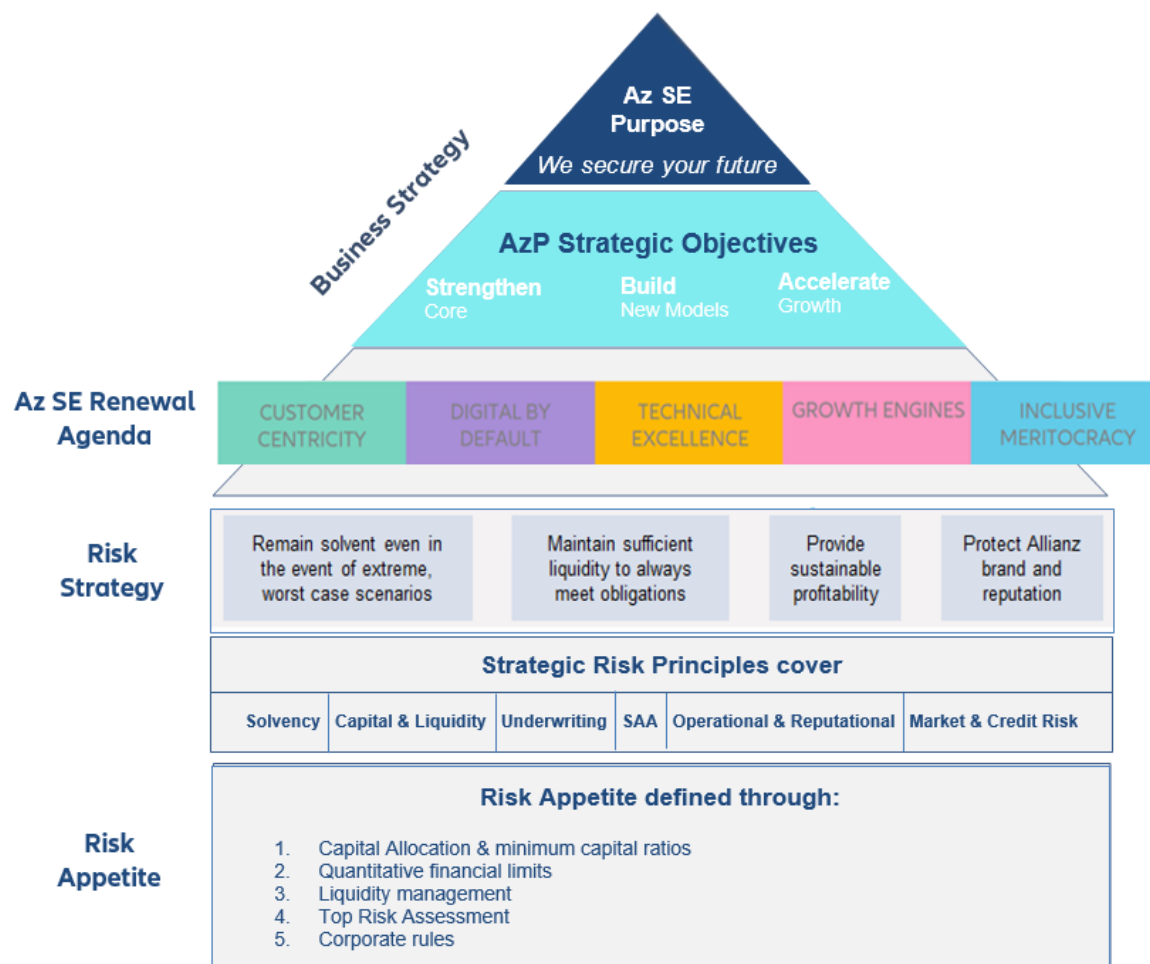 Az SE
Purpose
We secure your future
Business Strategy
AzP Strategic Objectives
Strengthen
Core
Build
New Models
Accelerate
Growth
Az SE Renewal
Agenda
CUSTOMER
CENTRICITY
DIGITAL BY
DEFAULT
TECHNICAL
EXCELLENCE
GROWTH ENGINES
INCLUSIVE
MERITOCRACY
Risk
Strategy
Remain solvent even in
the event of extreme,
worst case scenarios
Maintain sufficient
liquidity to always
meet obligations
Provide
sustainable
profitability
Protect Allianz
brand and
reputation
Strategic Risk Principles cover
Solvency
Capital & Liquidity
Underwriting
SAA
Operational & Reputational
Market & Credit Risk
Risk
Appetite
Risk Appetite defined through:
1. Capital Allocation & minimum capital ratios
2. Quantitative financial limits
3. Liquidity management
4. Top Risk Assessment
5. Corporate rules